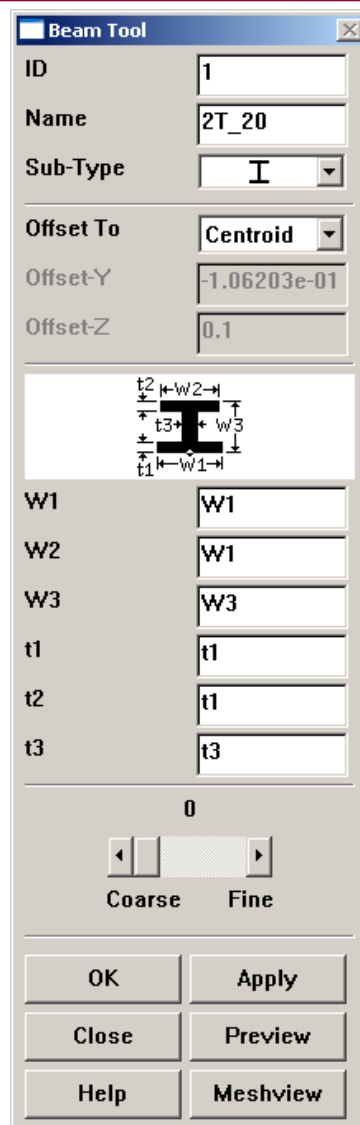 Beam Tool
ID 1
Name 2T_20
Sub-Type
Offset To Centroid
Offset-Y -1.06203e-01
Offset-Z 0.1
t2 W2
t3 W3
t1 W1
W1 W1
W2 W1
W3 W3
t1 t1
t2 t1
t3 t3
0
Coarse Fine
OK Apply
Close Preview
Help Meshview